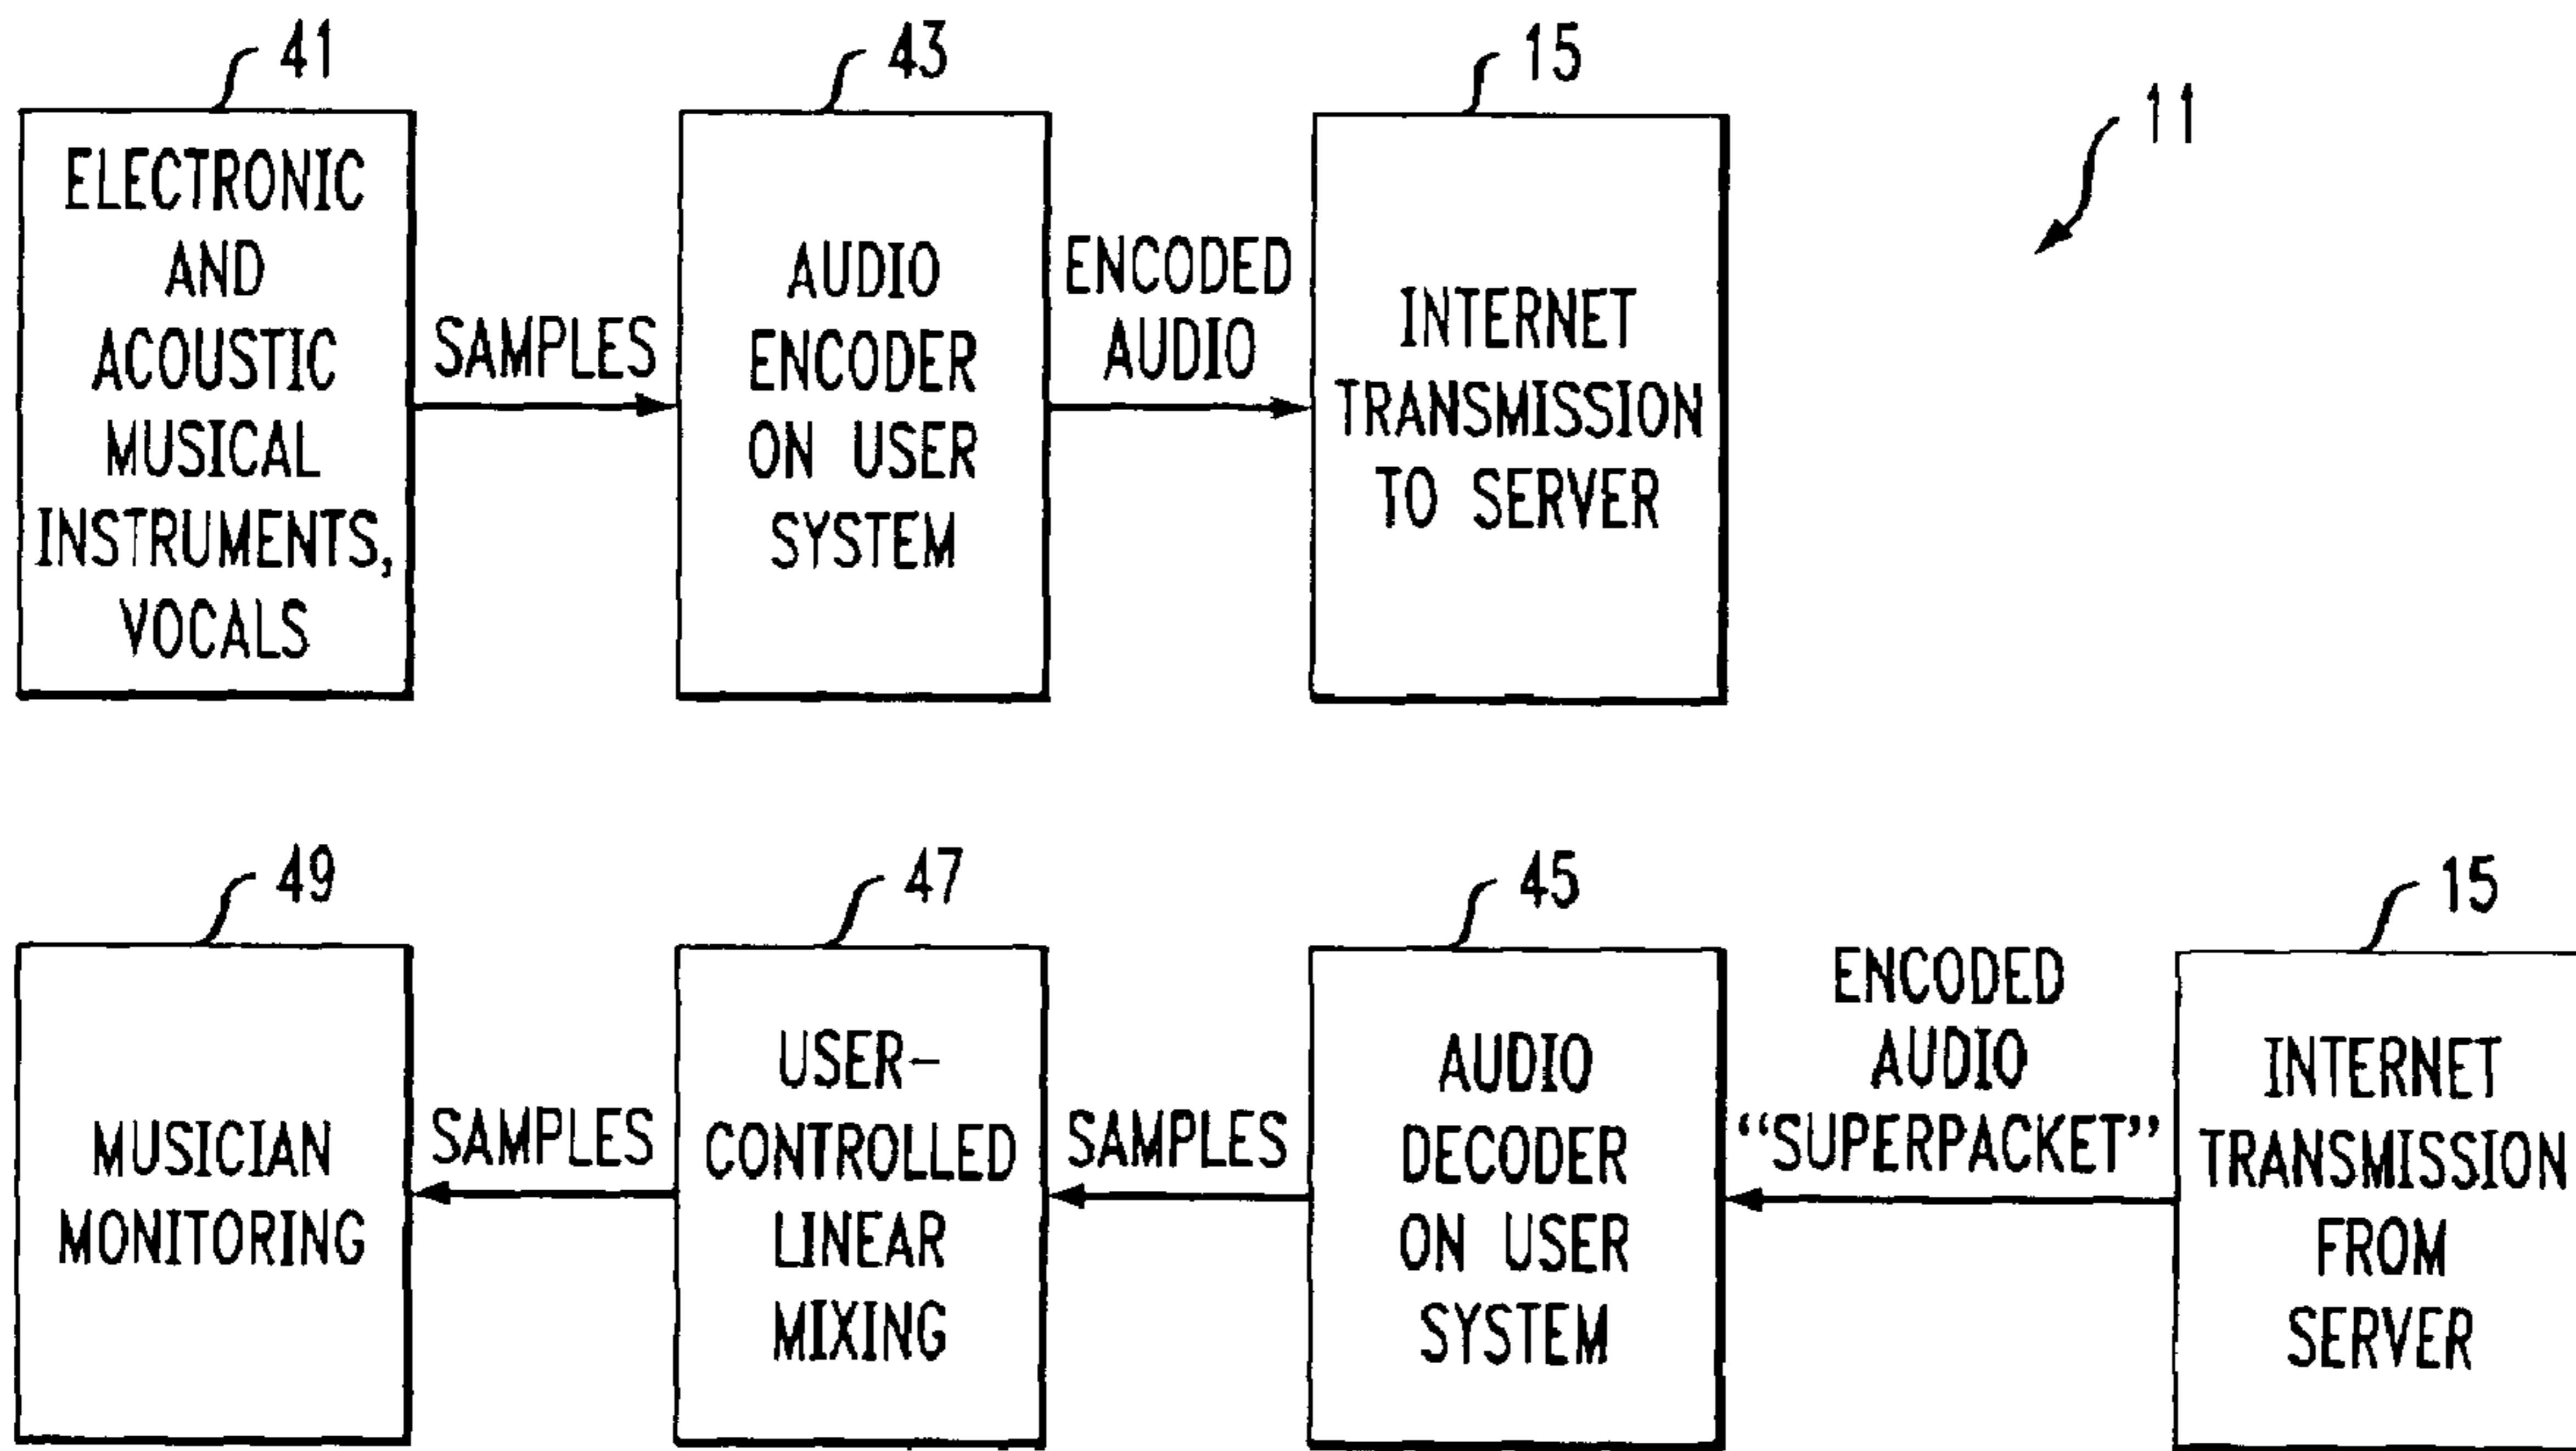 41
43
15
11
ELECTRONIC
AND
ACOUSTIC
MUSICAL
INSTRUMENTS,
VOCALS
SAMPLES
AUDIO
ENCODER
ON USER
SYSTEM
ENCODED
AUDIO
INTERNET
TRANSMISSION
TO SERVER
49
47
45
15
MUSICIAN
MONITORING
SAMPLES
USER-
CONTROLLED
LINEAR
MIXING
SAMPLES
AUDIO
DECODER
ON USER
SYSTEM
ENCODED
AUDIO
“SUPERPACKET”
INTERNET
TRANSMISSION
FROM
SERVER